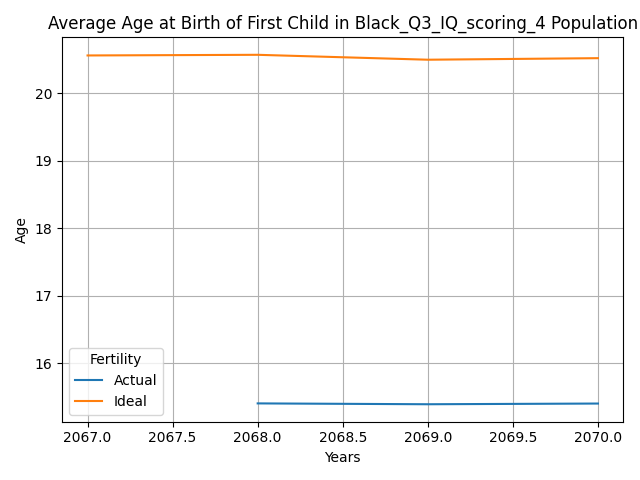 Average Age at Birth of First Child in Black_Q3_IQ_scoring_4 Population
Age
20
19
18
17
16
Fertility
Actual
Ideal
2067.0 2067.5 2068.0 2068.5 2069.0 2069.5 2070.0
Years